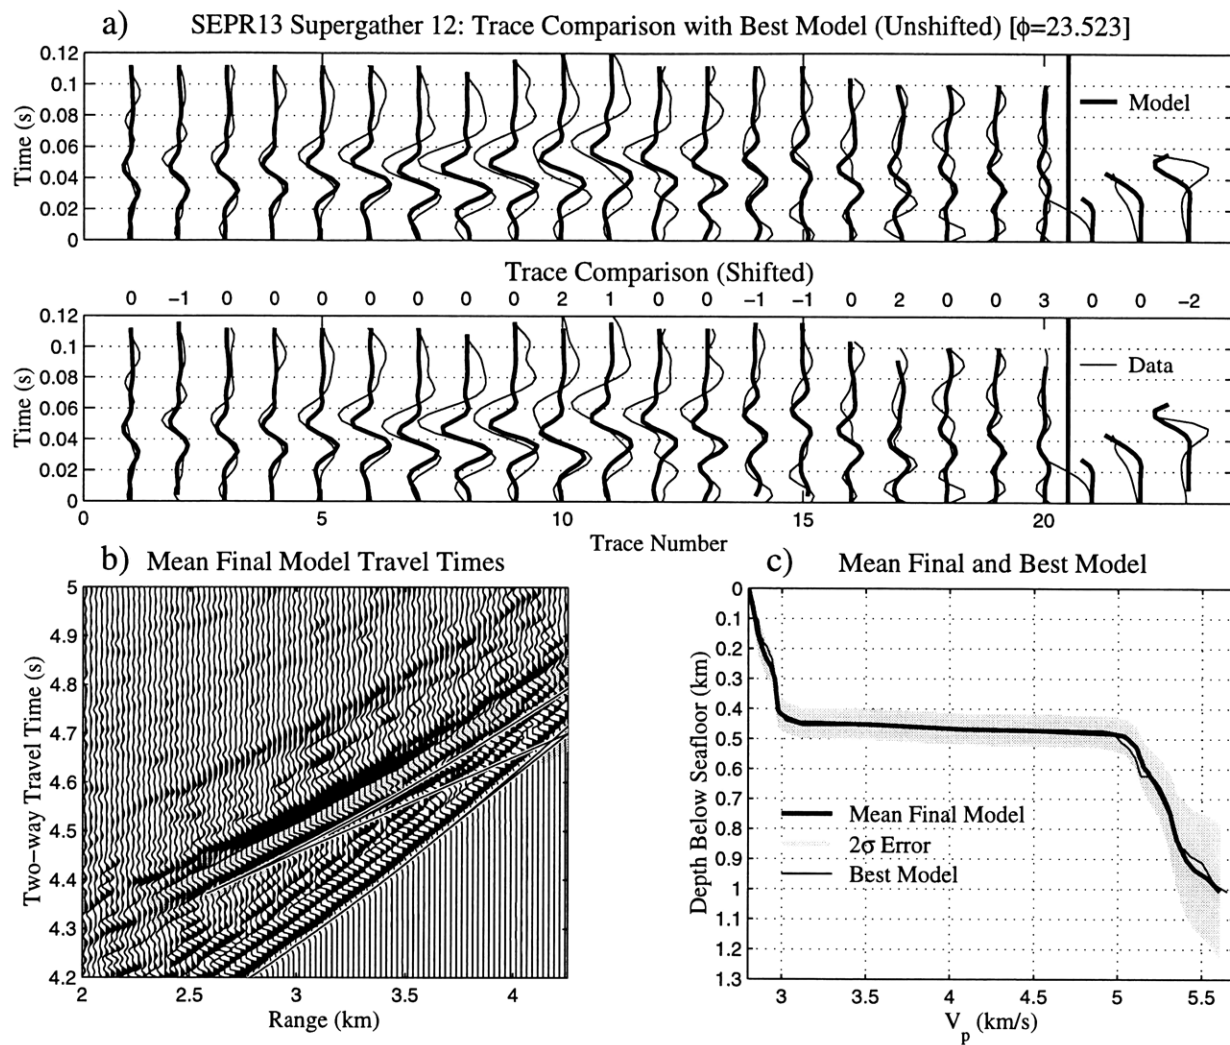 a) SEPR13 Supergather 12: Trace Comparison with Best Model (Unshifted) [ϕ=23.523]
0.12
0.1
0.08
0.06
0.04
0.02
0
Time (s)
0 5 10 15 20
Model
Trace Comparison (Shifted)
0 −1 0 0 0 0 0 0 0 2 1 0 0 −1 −1 0 2 0 0 3 0 0 −2
0.12
0.1
0.08
0.06
0.04
0.02
0
Time (s)
Data
0 5 10 15 20
Trace Number
b) Mean Final Model Travel Times
5
4.9
4.8
4.7
4.6
4.5
4.4
4.3
4.2
Two−way Travel Time (s)
2 2.5 3 3.5 4
Range (km)
c) Mean Final and Best Model
0
0.1
0.2
0.3
0.4
0.5
0.6
0.7
0.8
0.9
1
1.1
1.2
1.3
Depth Below Seafloor (km)
Mean Final Model
2σ Error
Best Model
3 3.5 4 4.5 5 5.5
V_p (km/s)